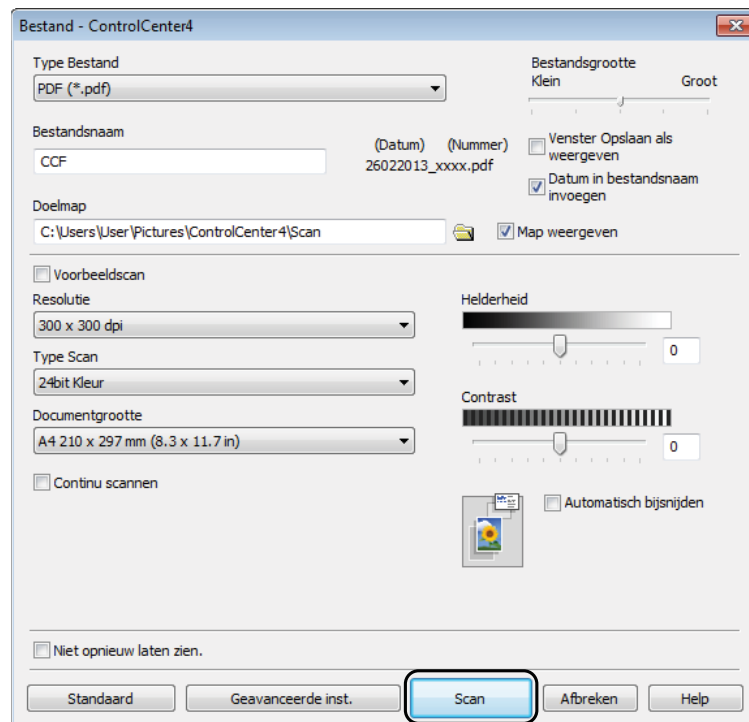 Bestand - ControlCenter4
Type Bestand
PDF (*.pdf)
Bestandsgrootte
Klein Groot
Bestandsnaam
CCF
(Datum) (Nummer)
26022013_xxxx.pdf
Venster Opslaan als
weergeven
Datum in bestandsnaam
invoegen
Doelmap
C:\Users\User\Pictures\ControlCenter4\Scan
Map weergeven
Voorbeeldscan
Resolutie
300 x 300 dpi
Type Scan
24bit Kleur
Documentgrootte
A4 210 x 297 mm (8.3 x 11.7 in)
Continu scannen
Helderheid
0
Contrast
0
Automatisch bijsnijden
Niet opnieuw laten zien.
Standaard Geavanceerde inst. Scan Afbreken Help